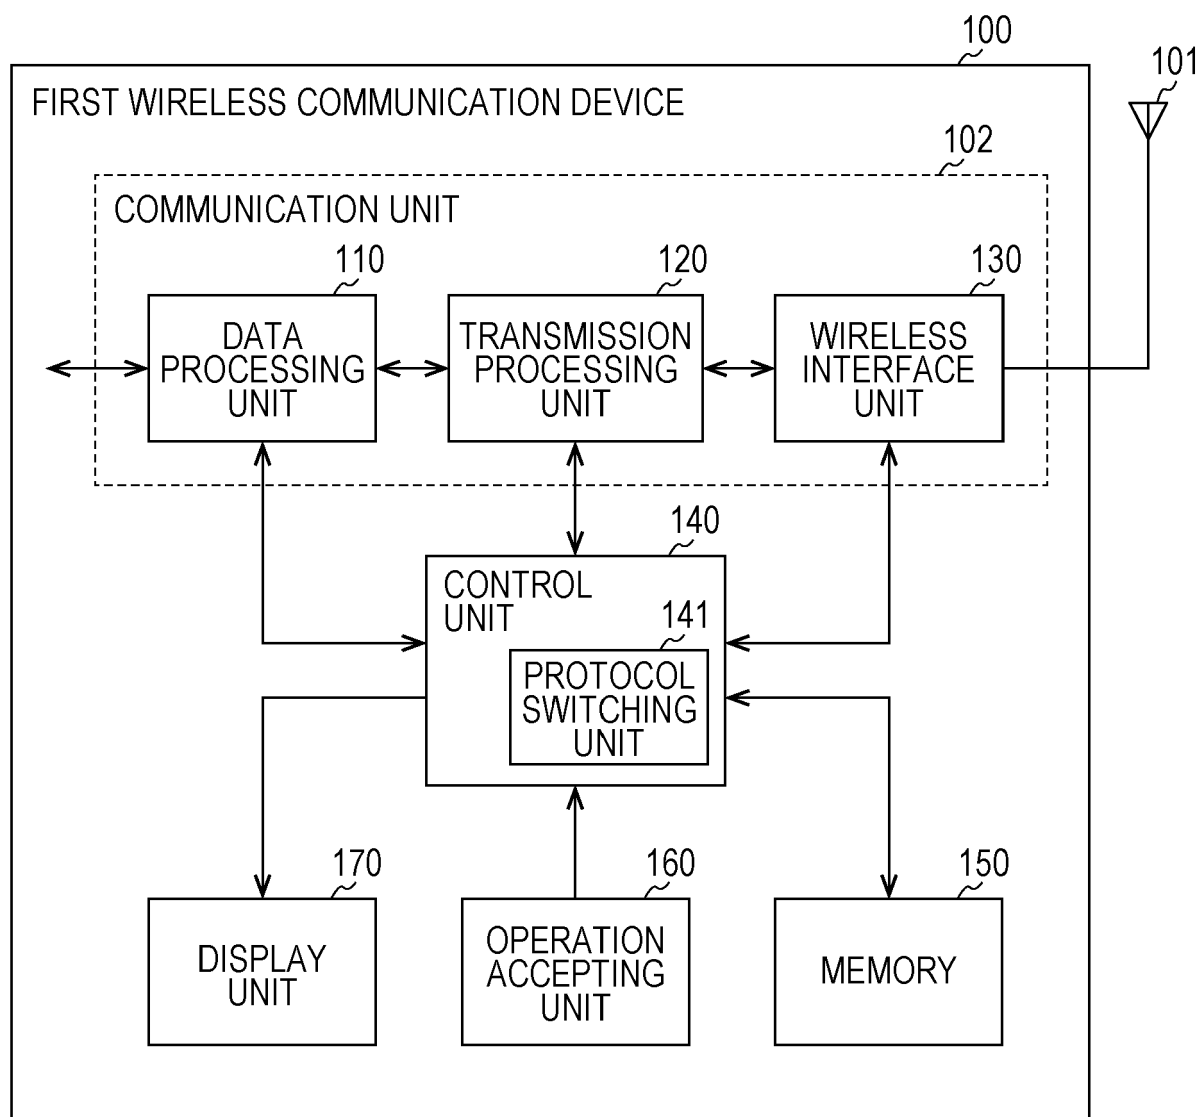 100
101
FIRST WIRELESS COMMUNICATION DEVICE
102
COMMUNICATION UNIT
110
120
130
DATA
PROCESSING
UNIT
TRANSMISSION
PROCESSING
UNIT
WIRELESS
INTERFACE
UNIT
140
CONTROL
UNIT
141
PROTOCOL
SWITCHING
UNIT
170
160
150
DISPLAY
UNIT
OPERATION
ACCEPTING
UNIT
MEMORY